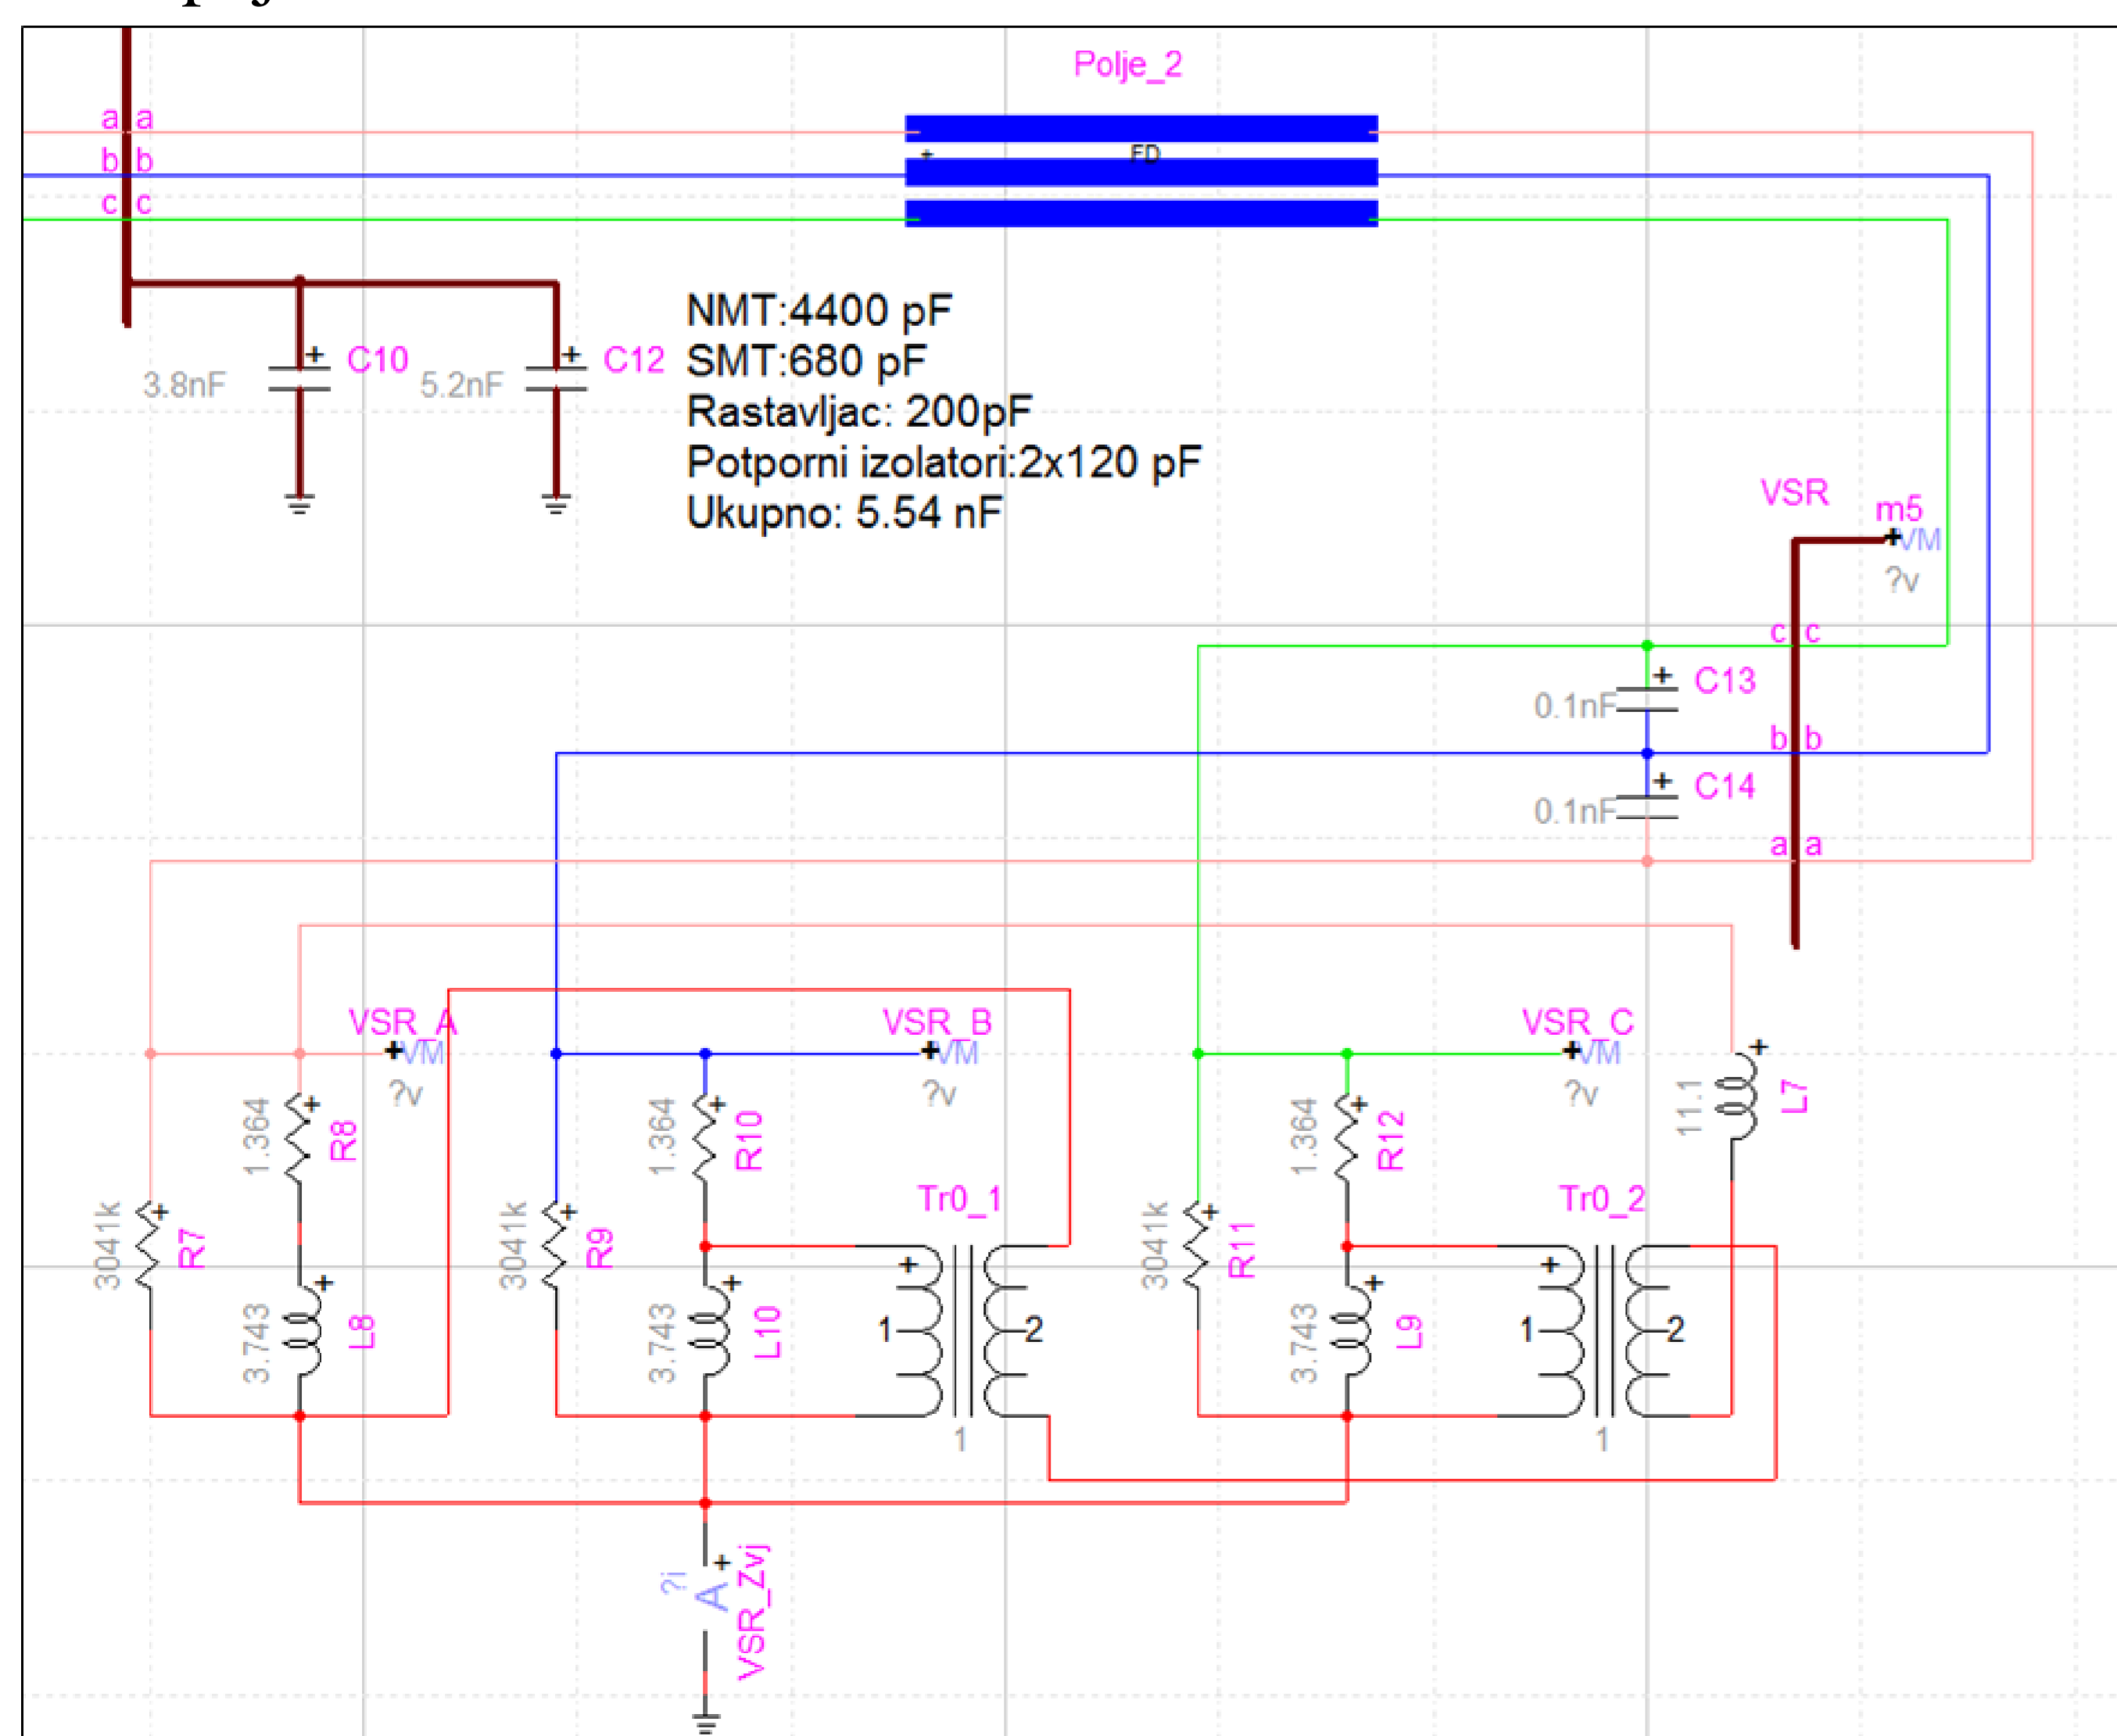 Polje_2
a a
b b
c c
+ FD
3.8nF + C10
5.2nF + C12
NMT:4400 pF
SMT:680 pF
Rastavljac: 200pF
Potporni izolatori:2x120 pF
Ukupno: 5.54 nF
VSR
m5
+VM
?v
c c
+ C13
0.1nF
b b
+ C14
0.1nF
a a
VSR_A
+VM
?v
VSR_B
+VM
?v
VSR_C
+VM
?v
1.364 + R8
1.364 + R10
1.364 + R12
11.1 + L7
3041k + R7
3041k + R9
3041k + R11
Tr0_1
Tr0_2
3.743 + L8
3.743 + L10
3.743 + L9
+
1 2
1
+
1 2
1
?i + A VSR_Zvj